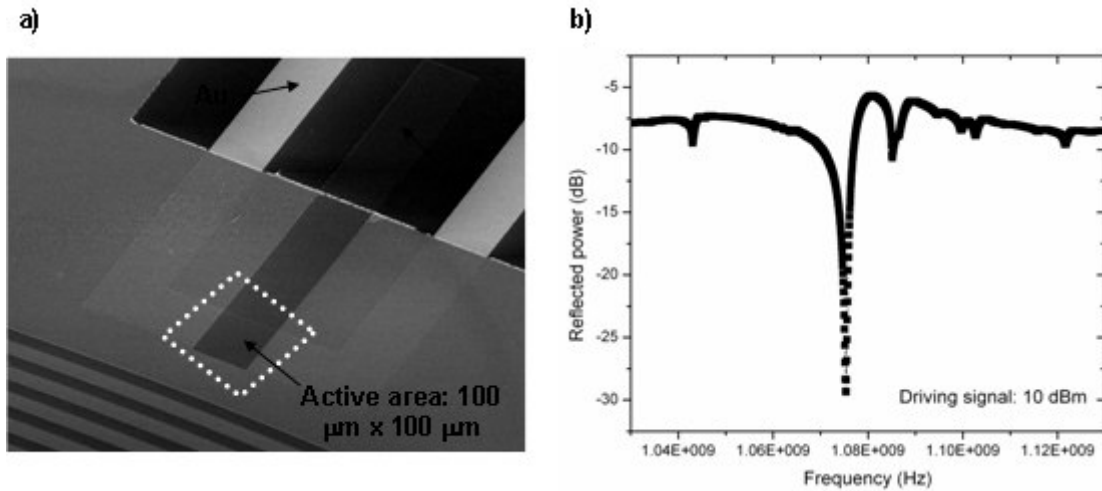 a)
b)
Au
Active area: 100
μm x 100 μm
Reflected power (dB)
-5
-10
-15
-20
-25
-30
Driving signal: 10 dBm
1.04E+009 1.06E+009 1.08E+009 1.10E+009 1.12E+009
Frequency (Hz)